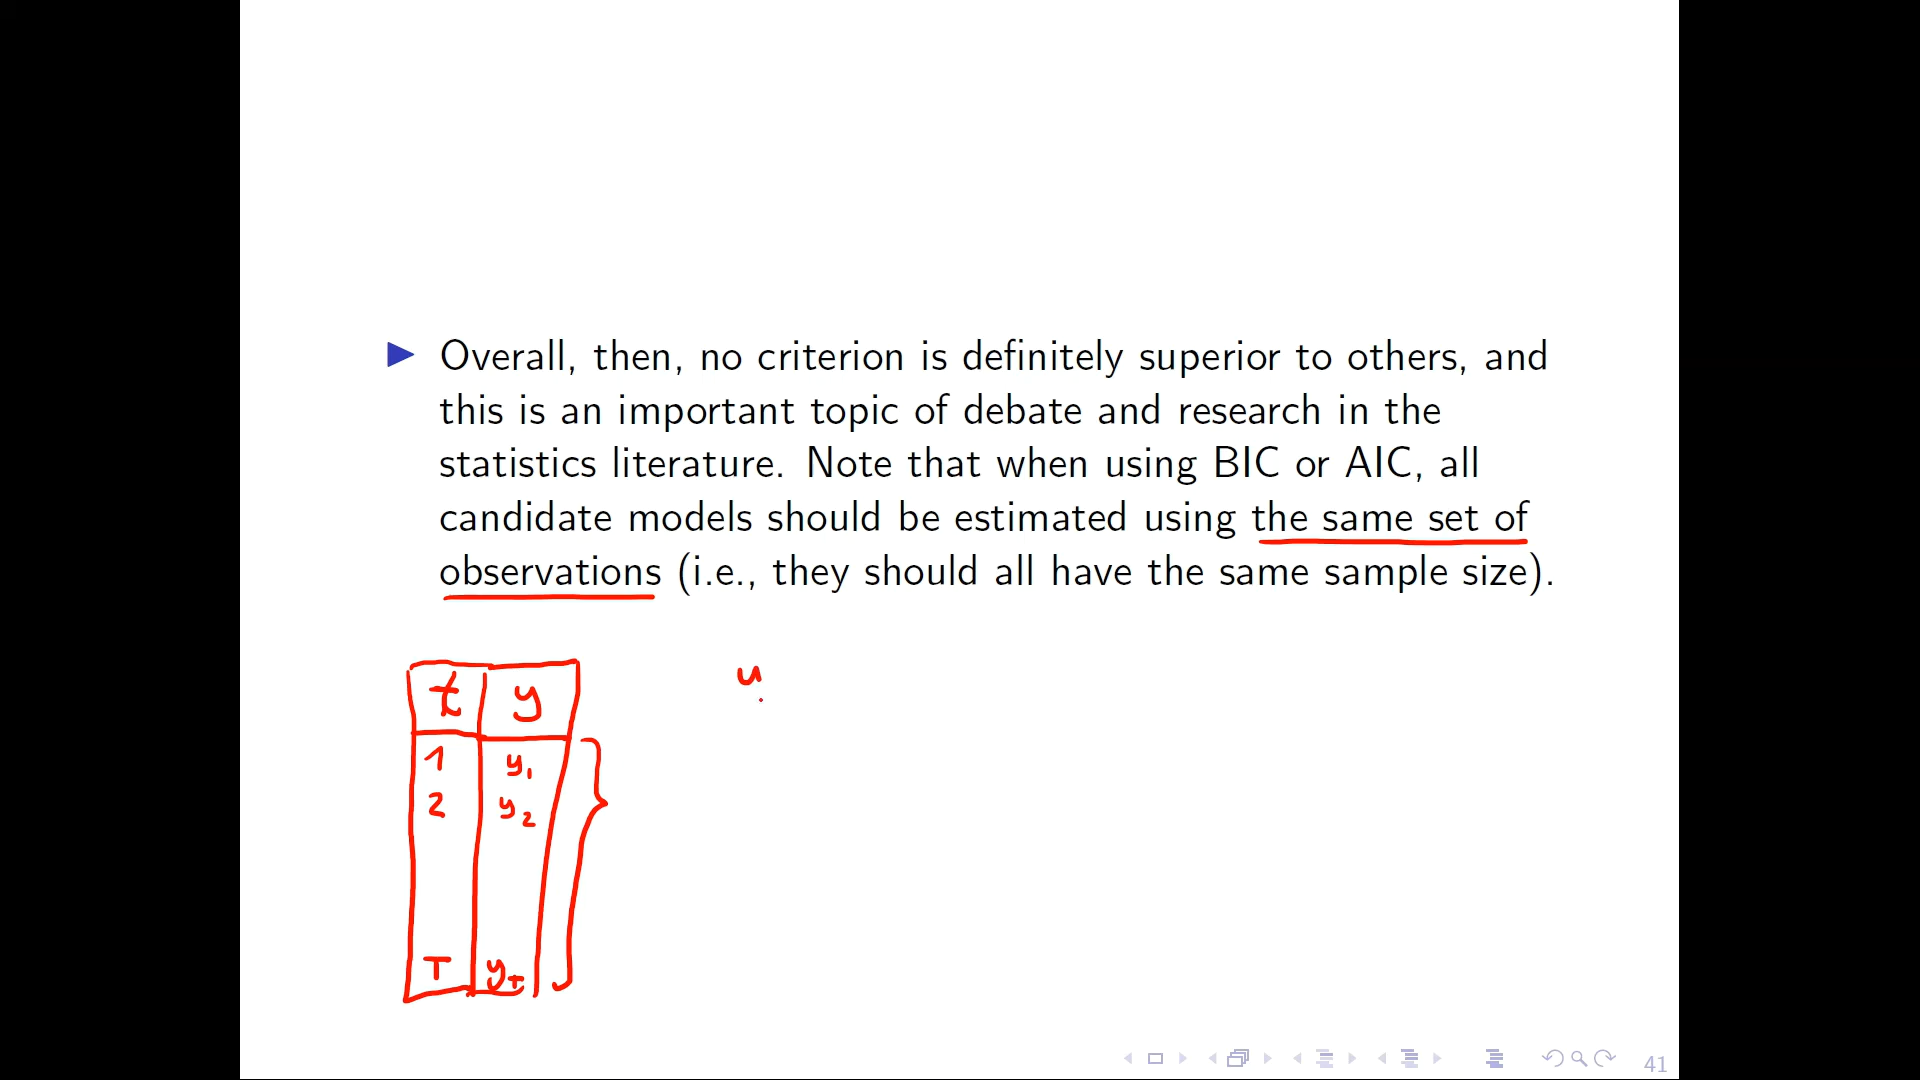 Overall, then, no criterion is definitely superior to others, and
this is an important topic of debate and research in the
statistics literature. Note that when using BIC or AIC, all
candidate models should be estimated using the same set of
observations (i.e., they should all have the same sample size).
t y
1 y₁
2 y₂
T y_T
41